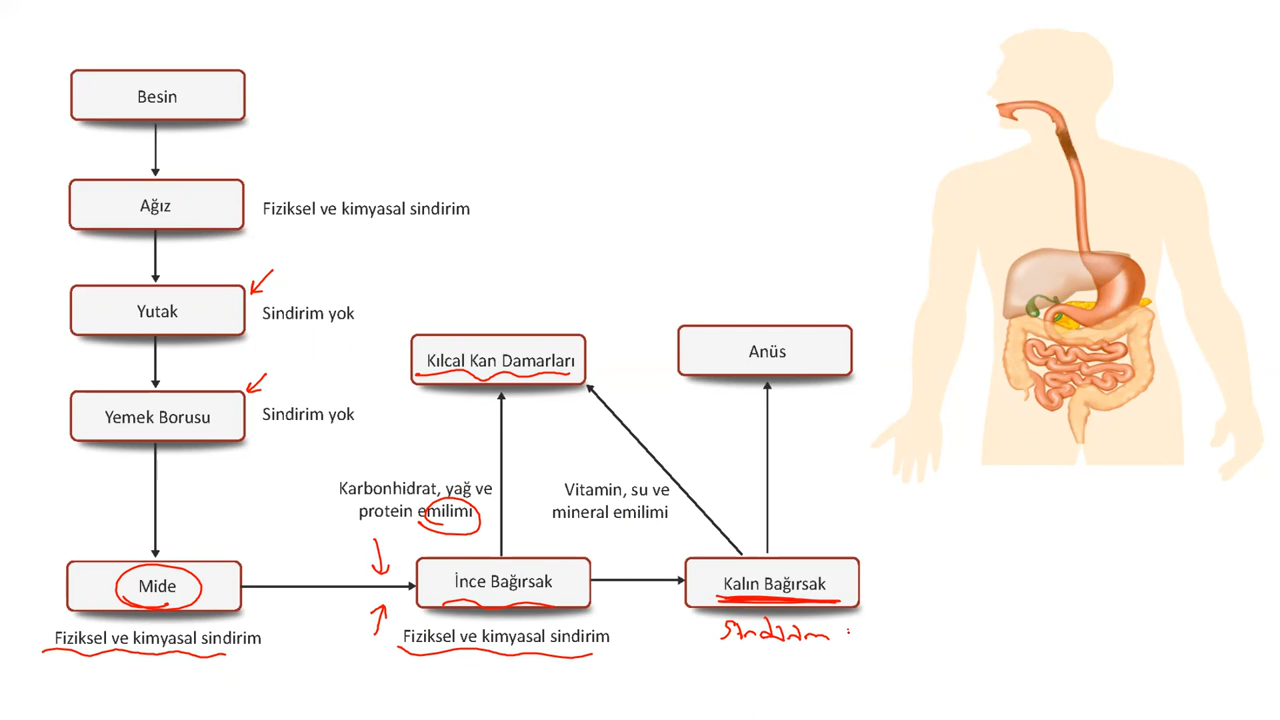 Besin
Ağız
Fiziksel ve kimyasal sindirim
Yutak
Sindirim yok
Yemek Borusu
Sindirim yok
Mide
Fiziksel ve kimyasal sindirim
Kılcal Kan Damarları
Karbonhidrat, yağ ve
protein emilimi
İnce Bağırsak
Fiziksel ve kimyasal sindirim
Anüs
Vitamin, su ve
mineral emilimi
Kalın Bağırsak
Sindirim :